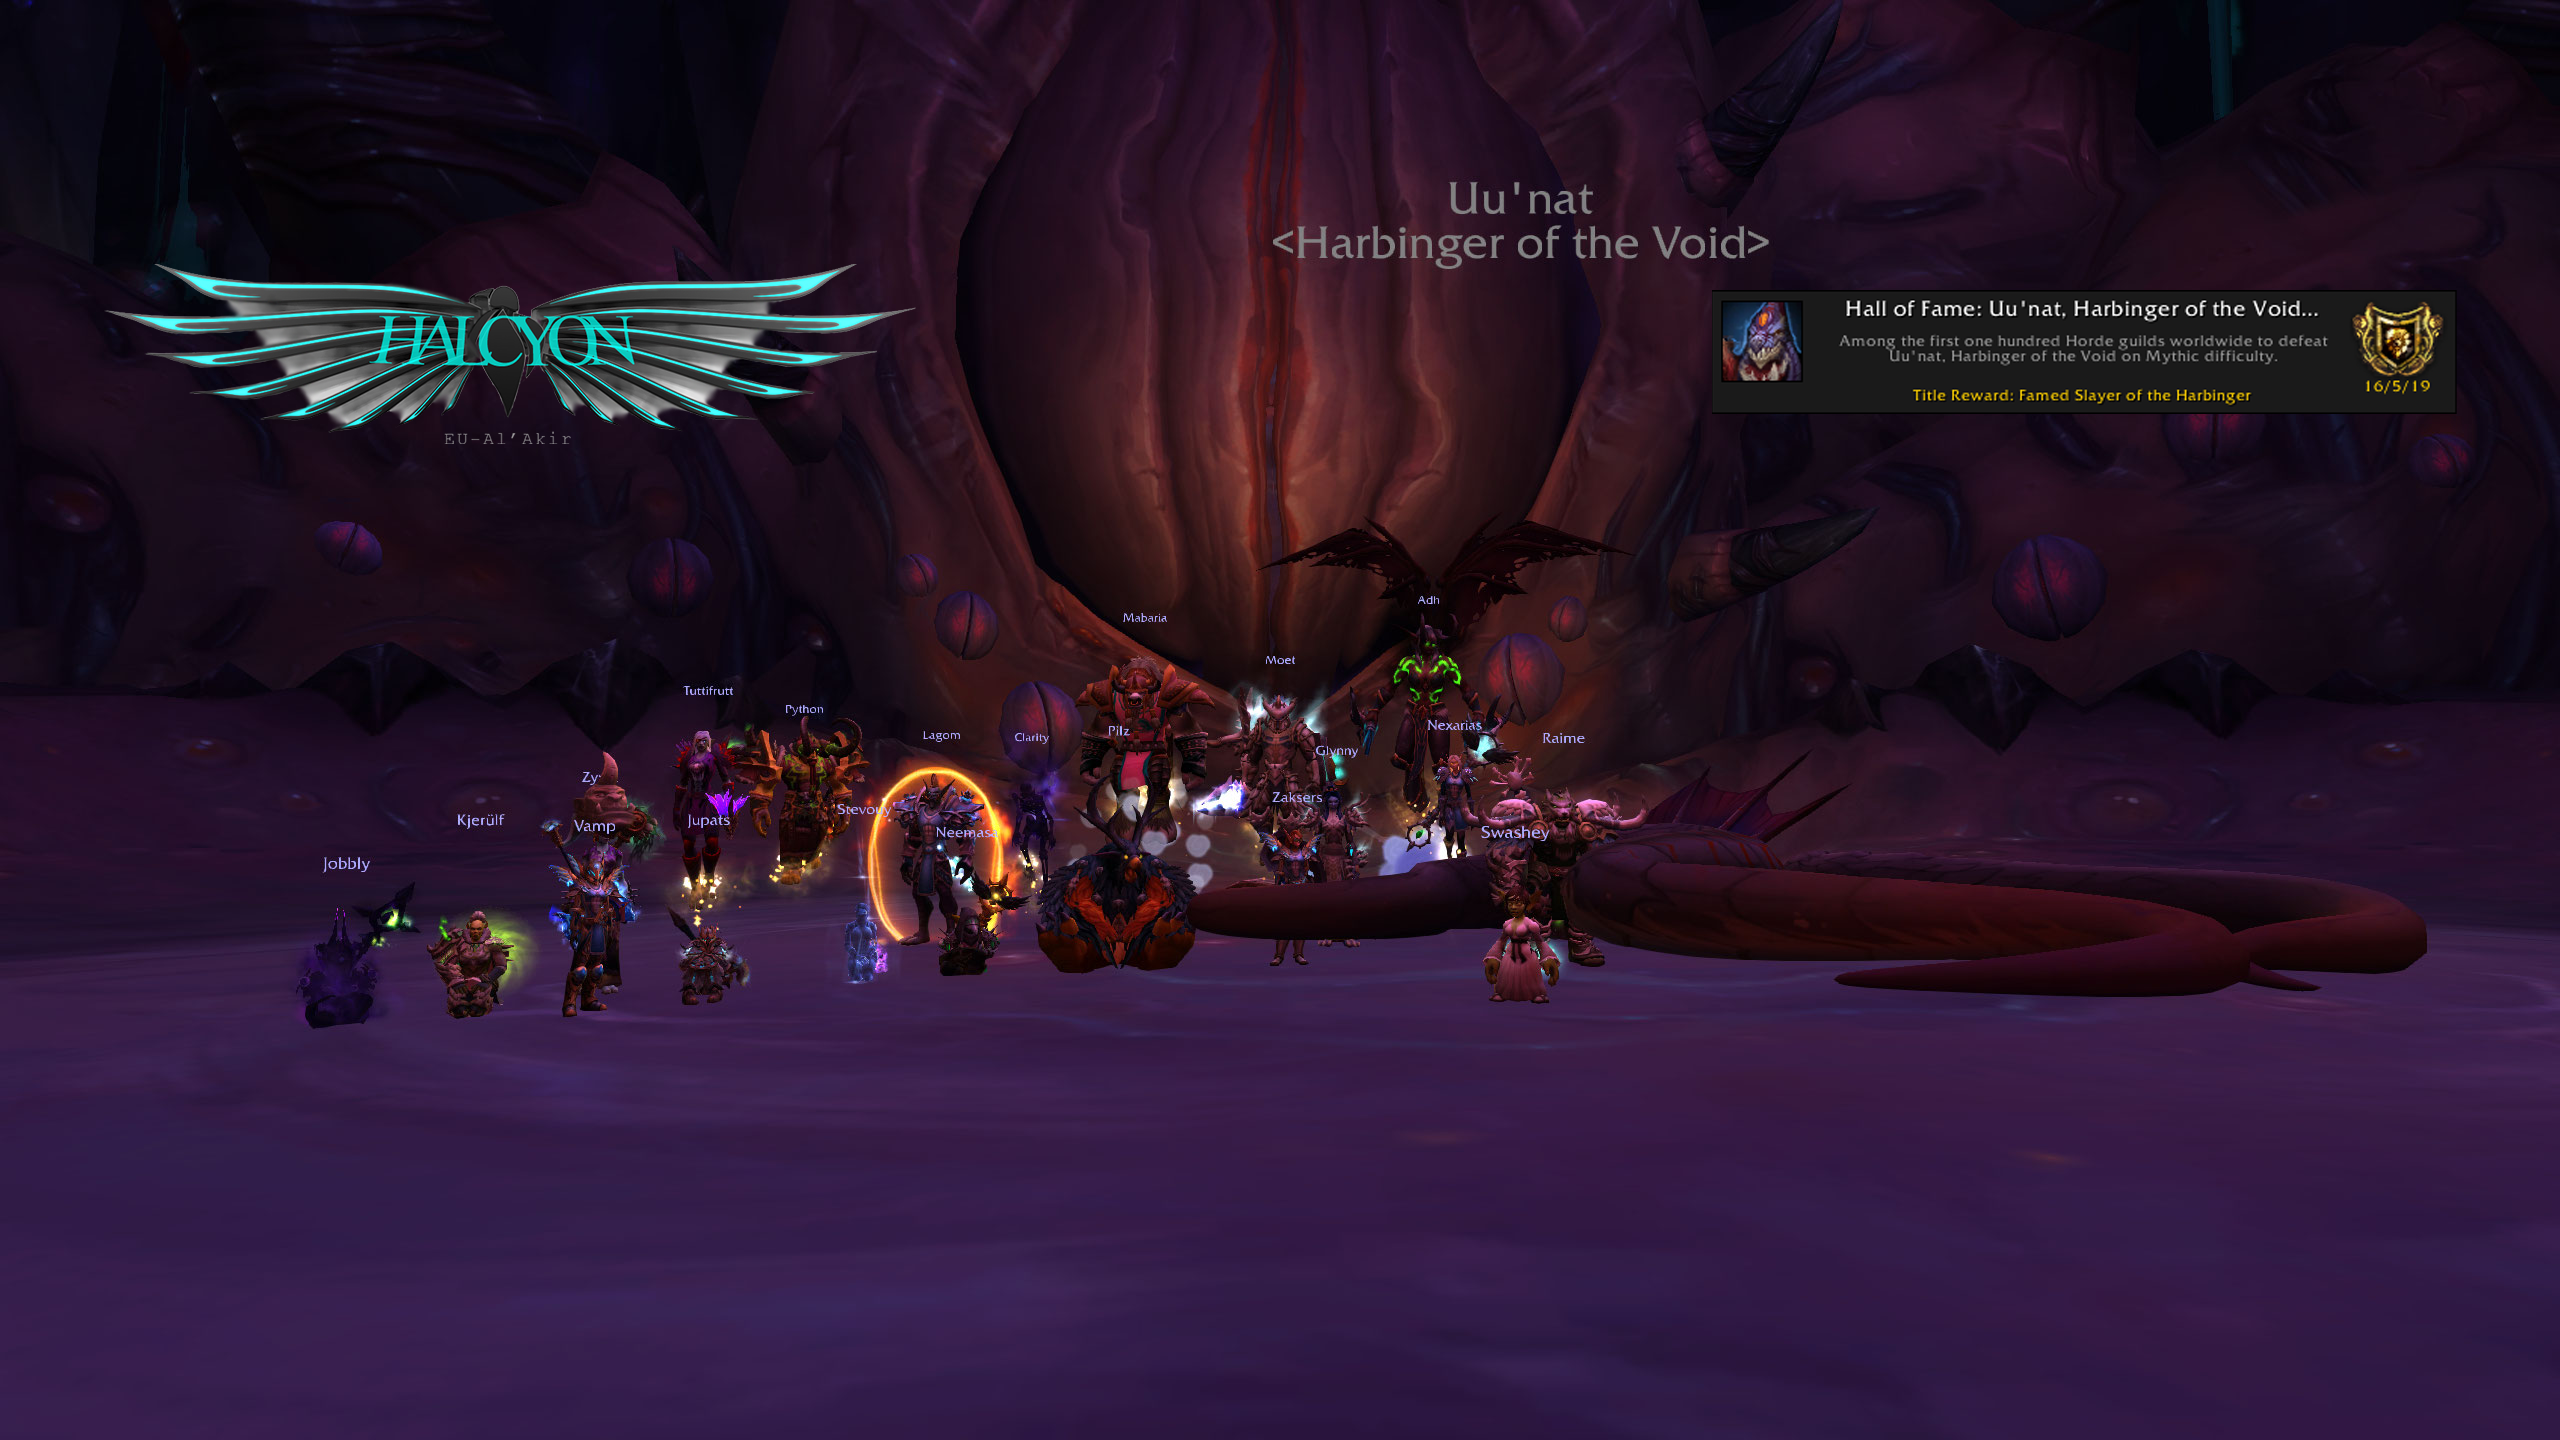 Uu'nat
<Harbinger of the Void>
HALCYON
EU-Al'Akir
Hall of Fame: Uu'nat, Harbinger of the Void...
Among the first one hundred Horde guilds worldwide to defeat
Uu'nat, Harbinger of the Void on Mythic difficulty.
16/5/19
Title Reward: Famed Slayer of the Harbinger
Adh
Mabaria
Moet
Tuttifrutt
Python
Nexarias
Pilz
Lagom
Clarity
Raime
Glynny
Zy
Zaksers
Stevony
Kjerülf
Vamp
Jupats
Neemasa
Swashey
Jobbly